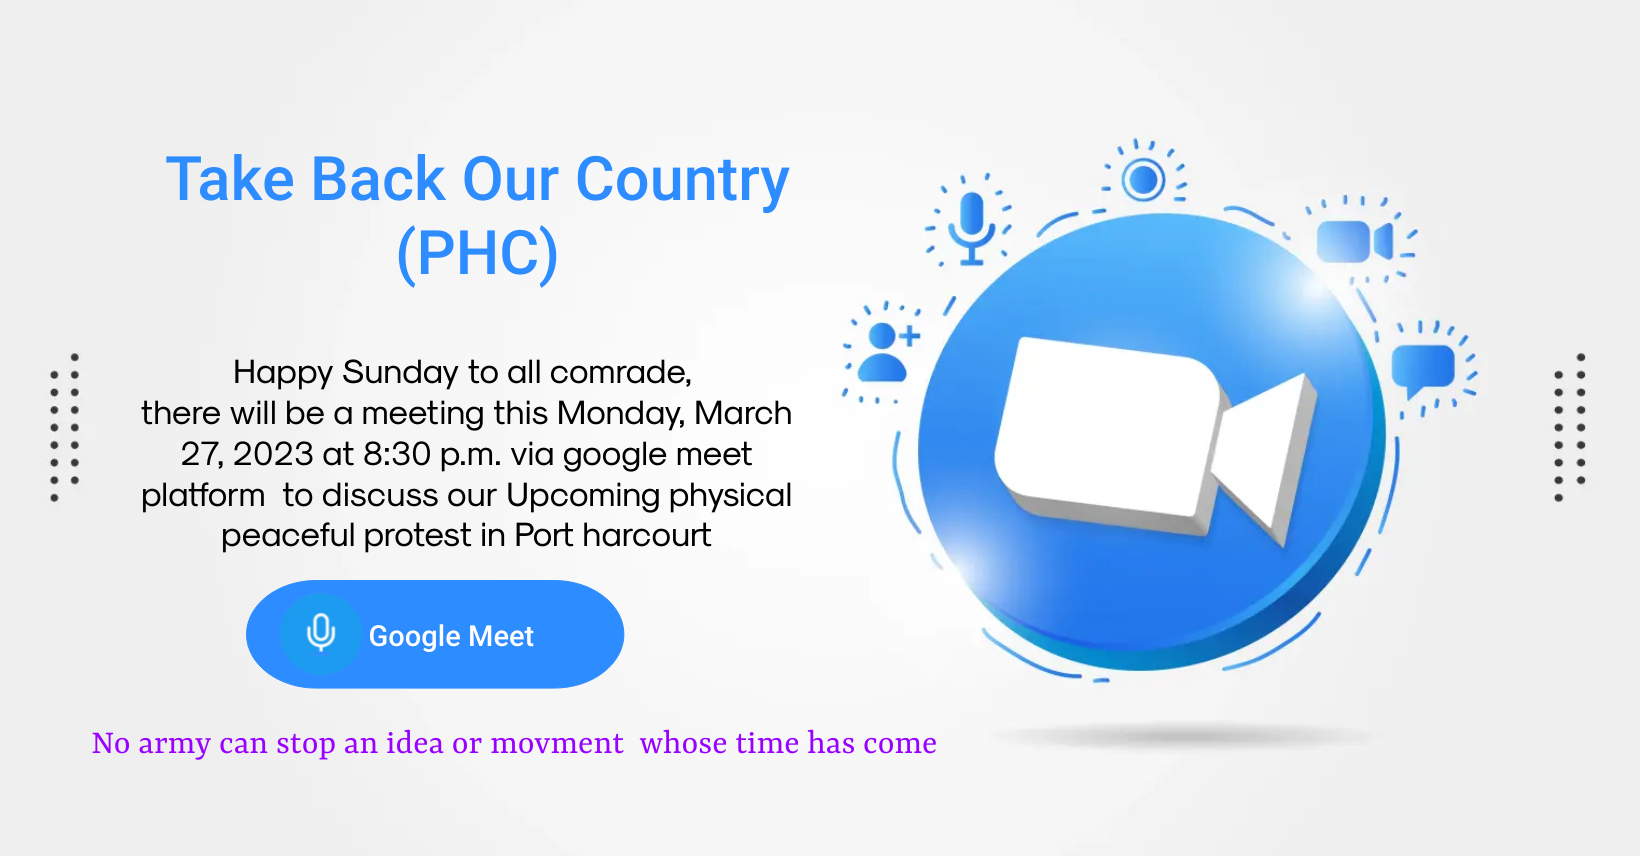 Take Back Our Country
(PHC)
Happy Sunday to all comrade,
there will be a meeting this Monday, March
27, 2023 at 8:30 p.m. via google meet
platform  to discuss our Upcoming physical
peaceful protest in Port harcourt
Google Meet
No army can stop an idea or movment  whose time has come